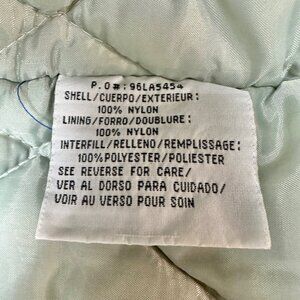 P.O#:96LA5454
SHELL/CUERPO/EXTERIEUR:
100% NYLON
LINING/FORRO/DOUBLURE:
100% NYLON
INTERFILL/RELLENO/REMPLISSAGE:
100%POLYESTER/POLIESTER
SEE REVERSE FOR CARE/
VER AL DORSO PARA CUIDADO/
VOIR AU VERSO POUR SOIN